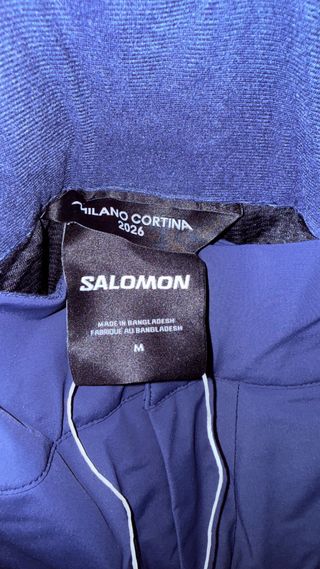 MILANO CORTINA
2026
SALOMON
MADE IN BANGLADESH
FABRIQUE AU BANGLADESH
M